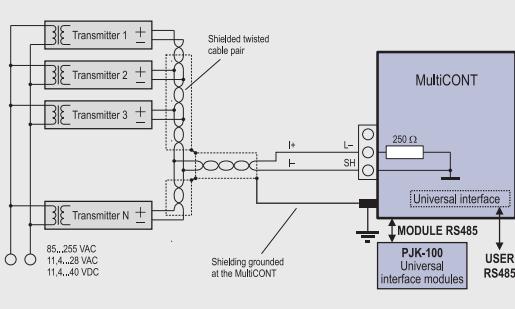 Transmitter 1 + −
Transmitter 2 + −
Transmitter 3 + −
Transmitter N + −
85...255 VAC
11,4...28 VAC
11,4...40 VDC
Shielded twisted
cable pair
I+
I–
Shielding grounded
at the MultiCONT
L–
SH
250 Ω
MultiCONT
Universal interface
MODULE RS485
PJK-100
Universal
interface modules
USER
RS485